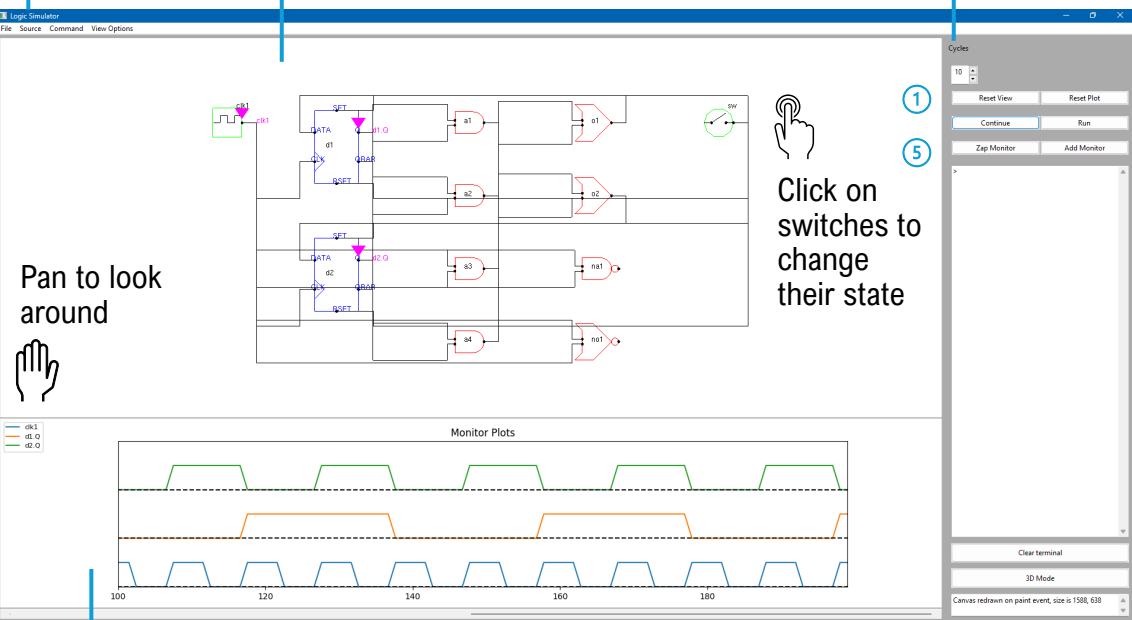 Logic Simulator
File Source Command View Options
Cycles
10
1
Reset View Reset Plot
Continue Run
5
Zap Monitor Add Monitor
>
clk1
clk1
SET
DATA Q d1.Q
d1
CLK QBAR
RSET
a1
o1
sw
a2
o2
SET
DATA Q d2.Q
d2
CLK QBAR
RSET
a3
na1
a4
no1
Click on
switches to
change
their state
Pan to look
around
clk1
d1.Q
d2.Q
Monitor Plots
100 120 140 160 180
Clear terminal
3D Mode
Canvas redrawn on paint event, size is 1588, 638